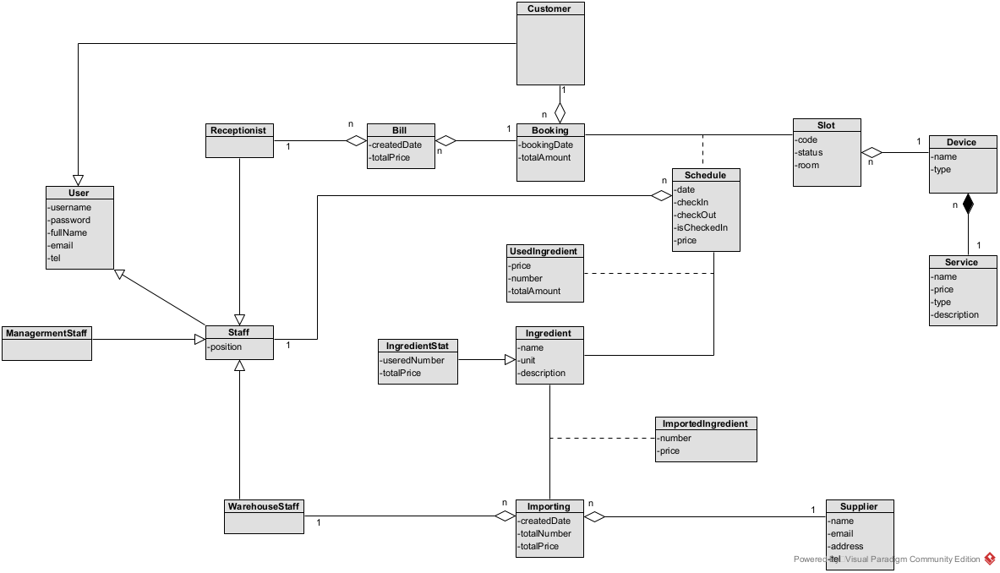 Customer
1
n
Receptionist
1
n
Bill
-createdDate
-totalPrice
n
1
Booking
-bookingDate
-totalAmount
Slot
-code
-status
-room
n
1
Device
-name
-type
n
1
Service
-name
-price
-type
-description
User
-username
-password
-fullName
-email
-tel
n
Schedule
-date
-checkIn
-checkOut
-isCheckedIn
-price
UsedIngredient
-price
-number
-totalAmount
ManagermentStaff
Staff
-position
1
IngredientStat
-useredNumber
-totalPrice
Ingredient
-name
-unit
-description
ImportedIngredient
-number
-price
WarehouseStaff
1
n
Importing
-createdDate
-totalNumber
-totalPrice
n
1
Supplier
-name
-email
-address
-tel
Powered By Visual Paradigm Community Edition